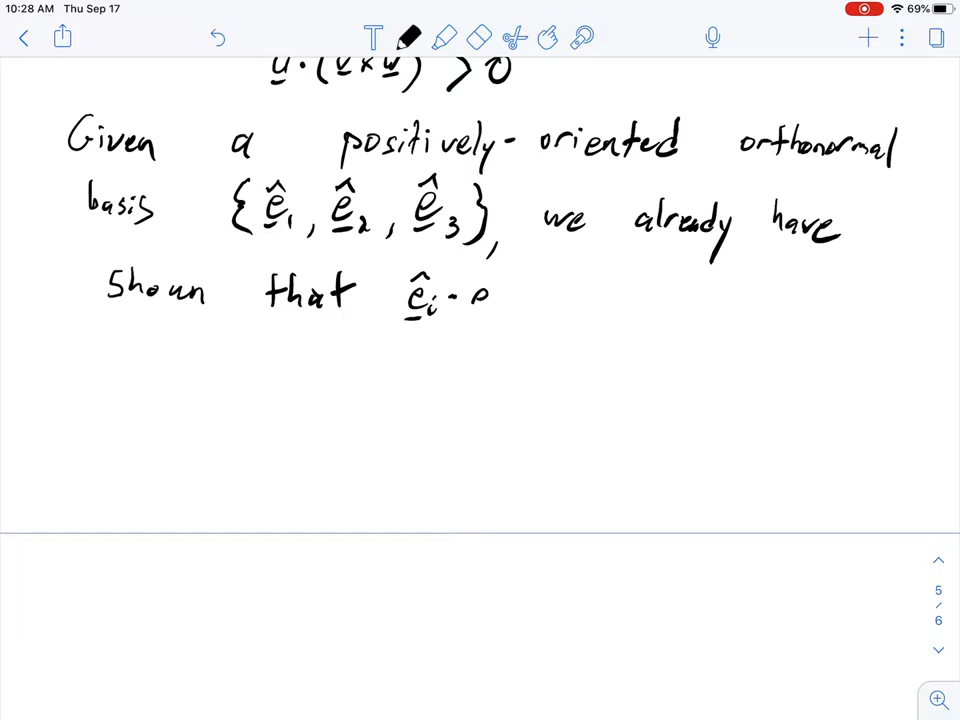 10:28 AM Thu Sep 17 69%
T
u · (v × w) > 0
Given a positively-oriented orthonormal
basis {ê₁, ê₂, ê₃}, we already have
shown that êᵢ · e
5
/
6